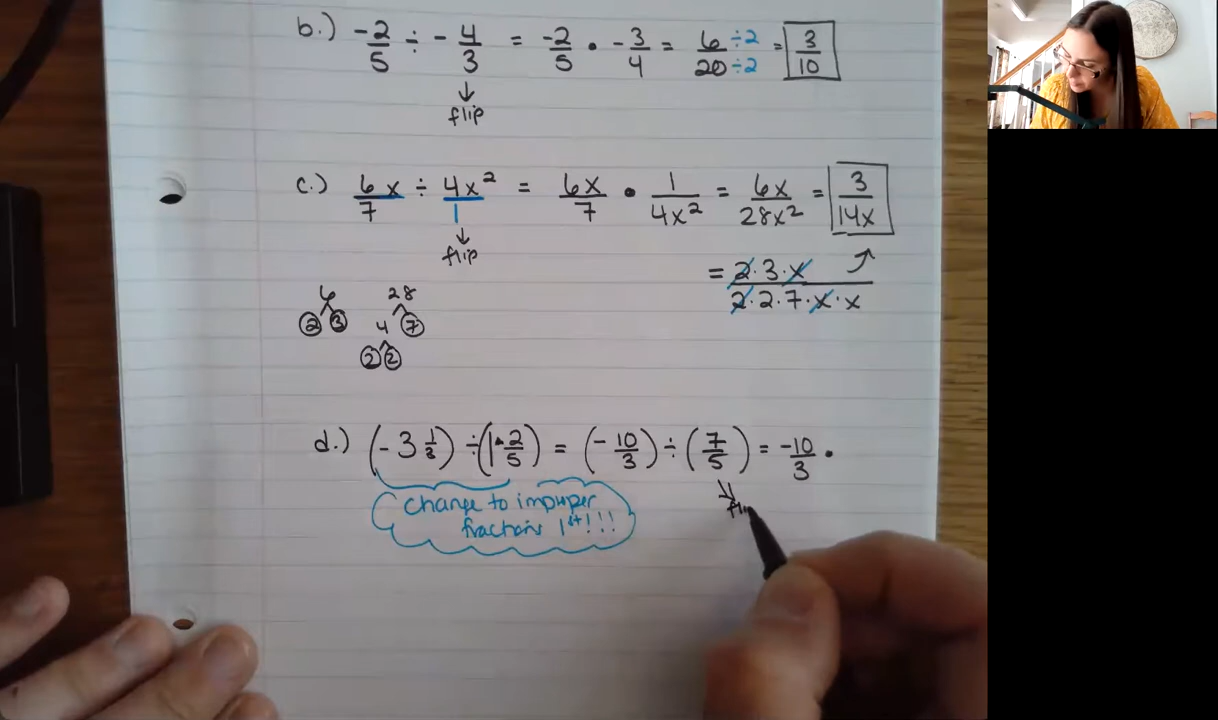 b.) -2/5 ÷ - 4/3 = -2/5 • -3/4 = 6/20 ÷2/÷2 = 3/10
↓
flip
c.) 6x/7 ÷ 4x²/1 = 6x/7 • 1/4x² = 6x/28x² = 3/14x
↓
flip
= 2·3·x/2·2·7·x·x
6 28
2 3 4 7
2 2
d.) (-3 1/3) ÷ (1 2/5) = (-10/3) ÷ (7/5) = -10/3 •
change to improper
fractions 1st!!!
↓
fli